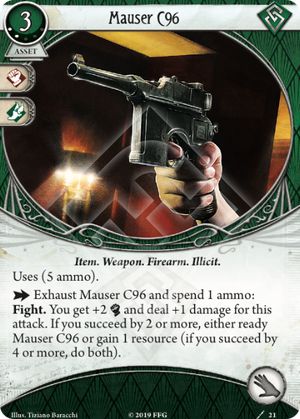 3
Mauser C96
ASSET
Item. Weapon. Firearm. Illicit.
Uses (5 ammo).
Exhaust Mauser C96 and spend 1 ammo:
Fight. You get +2 and deal +1 damage for this
attack. If you succeed by 2 or more, either ready
Mauser C96 or gain 1 resource (if you succeed by
4 or more, do both).
Illus. Tiziano Baracchi
© 2019 FFG
21